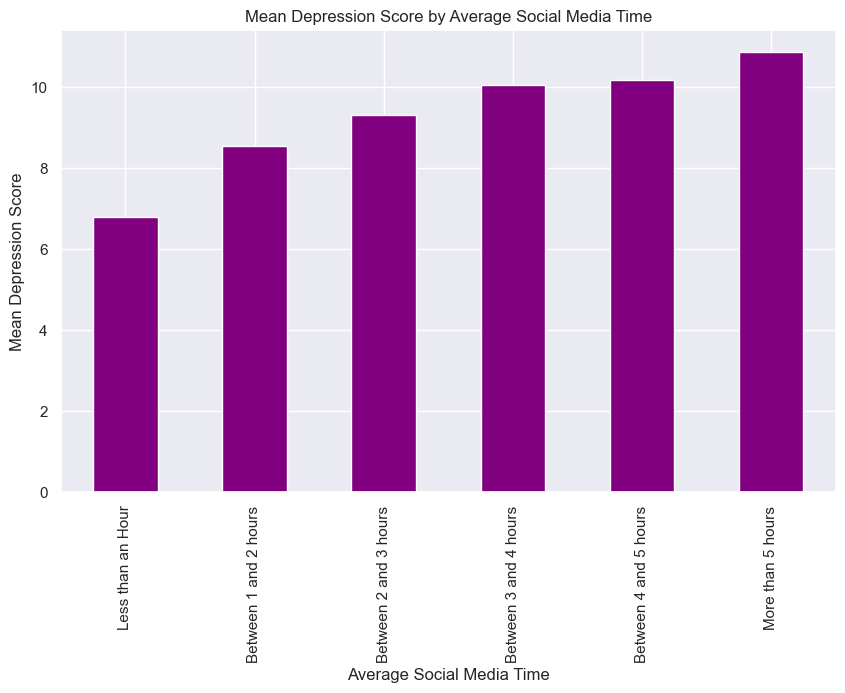 Mean Depression Score by Average Social Media Time
Mean Depression Score
10
8
6
4
2
0
Less than an Hour
Between 1 and 2 hours
Between 2 and 3 hours
Between 3 and 4 hours
Between 4 and 5 hours
More than 5 hours
Average Social Media Time